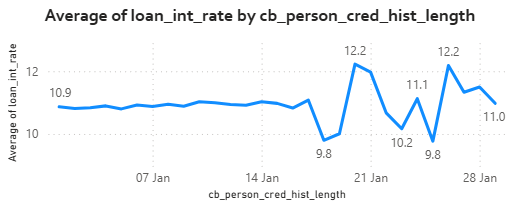 Average of loan_int_rate by cb_person_cred_hist_length
Average of loan_int_rate
12
10
10.9
9.8
12.2
10.2
11.1
9.8
12.2
11.0
07 Jan
14 Jan
21 Jan
28 Jan
cb_person_cred_hist_length